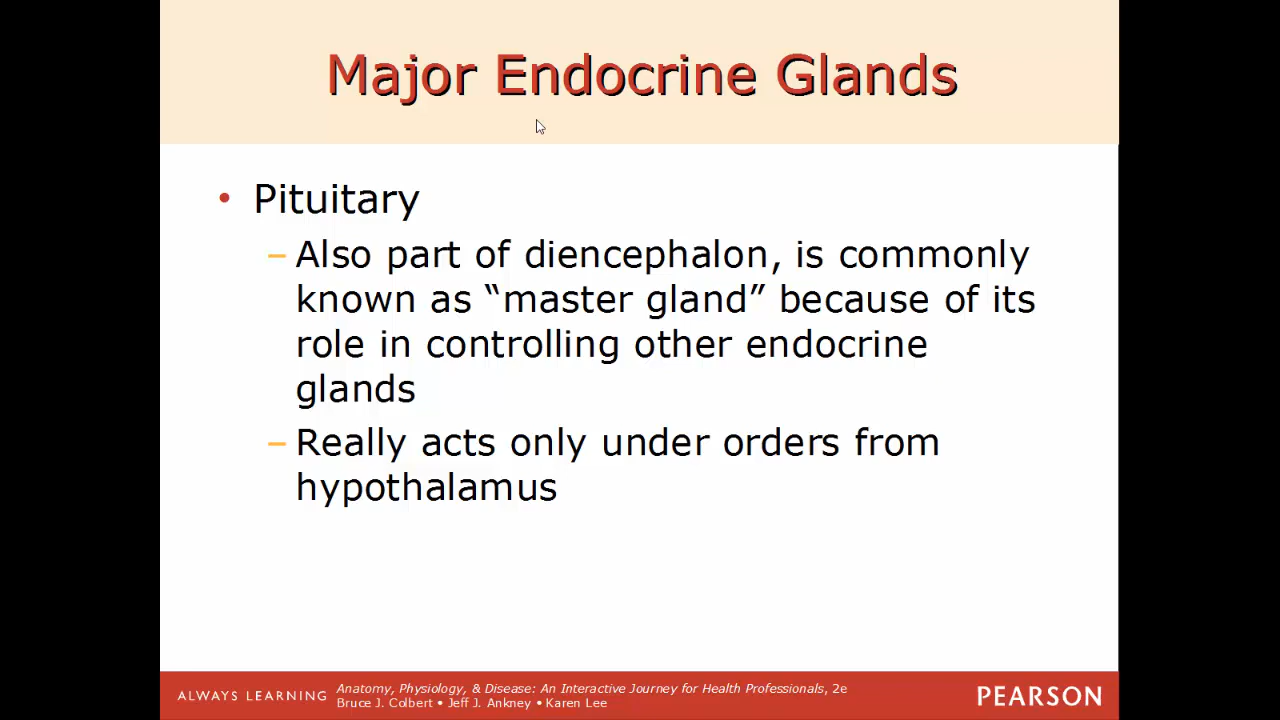 Major Endocrine Glands
• Pituitary
– Also part of diencephalon, is commonly
known as “master gland” because of its
role in controlling other endocrine
glands
– Really acts only under orders from
hypothalamus
ALWAYS LEARNING
Anatomy, Physiology, & Disease: An Interactive Journey for Health Professionals, 2e
Bruce J. Colbert • Jeff J. Ankney • Karen Lee
PEARSON